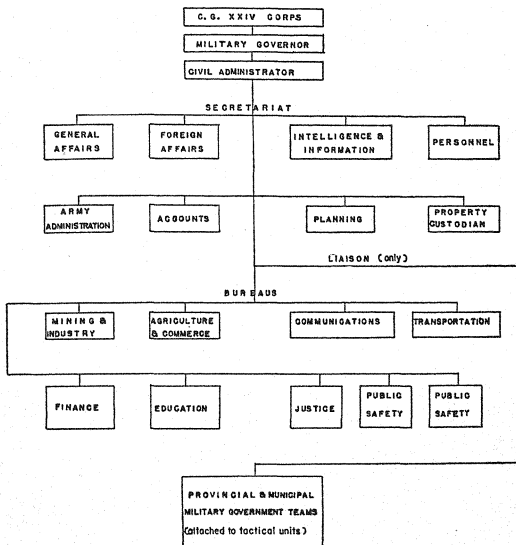 C.G. XXIV CORPS
MILITARY GOVERNOR
CIVIL ADMINISTRATOR
SECRETARIAT
GENERAL
AFFAIRS
FOREIGN
AFFAIRS
INTELLIGENCE &
INFORMATION
PERSONNEL
ARMY
ADMINISTRATION
ACCOUNTS
PLANNING
PROPERTY
CUSTODIAN
LIAISON (only)
BUREAUS
MINING &
INDUSTRY
AGRICULTURE
& COMMERCE
COMMUNICATIONS
TRANSPORTATION
FINANCE
EDUCATION
JUSTICE
PUBLIC
SAFETY
PUBLIC
SAFETY
PROVINCIAL & MUNICIPAL
MILITARY GOVERNMENT TEAMS
(attached to tactical units)